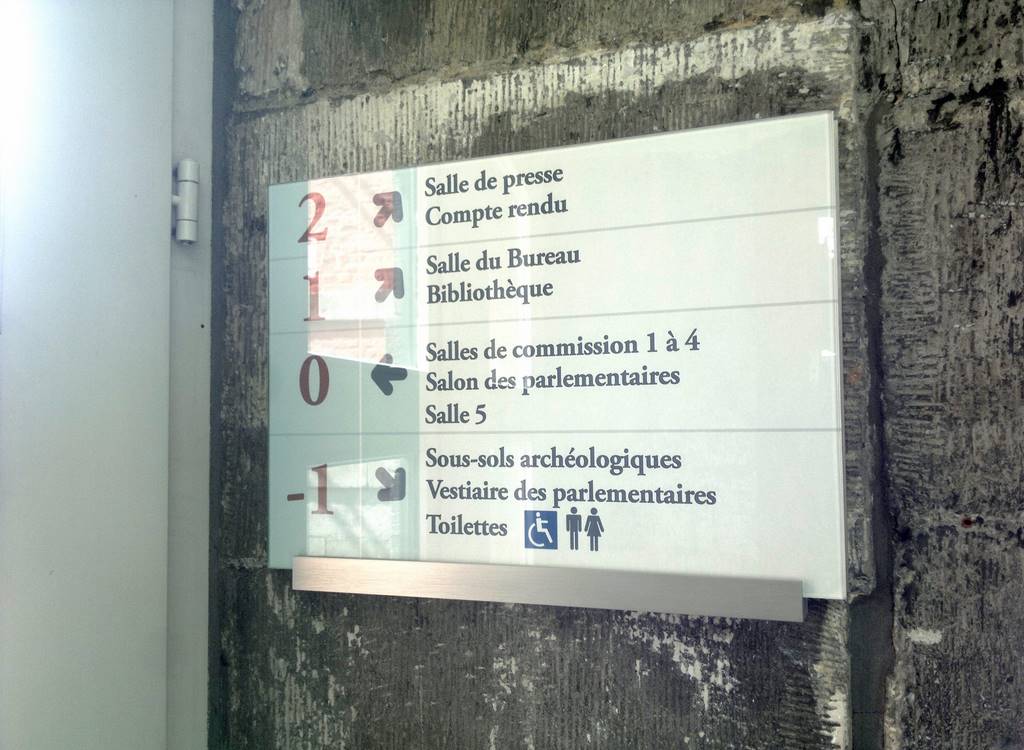 2 Salle de presse
Compte rendu
1 Salle du Bureau
Bibliothèque
0 Salles de commission 1 à 4
Salon des parlementaires
Salle 5
-1 Sous-sols archéologiques
Vestiaire des parlementaires
Toilettes